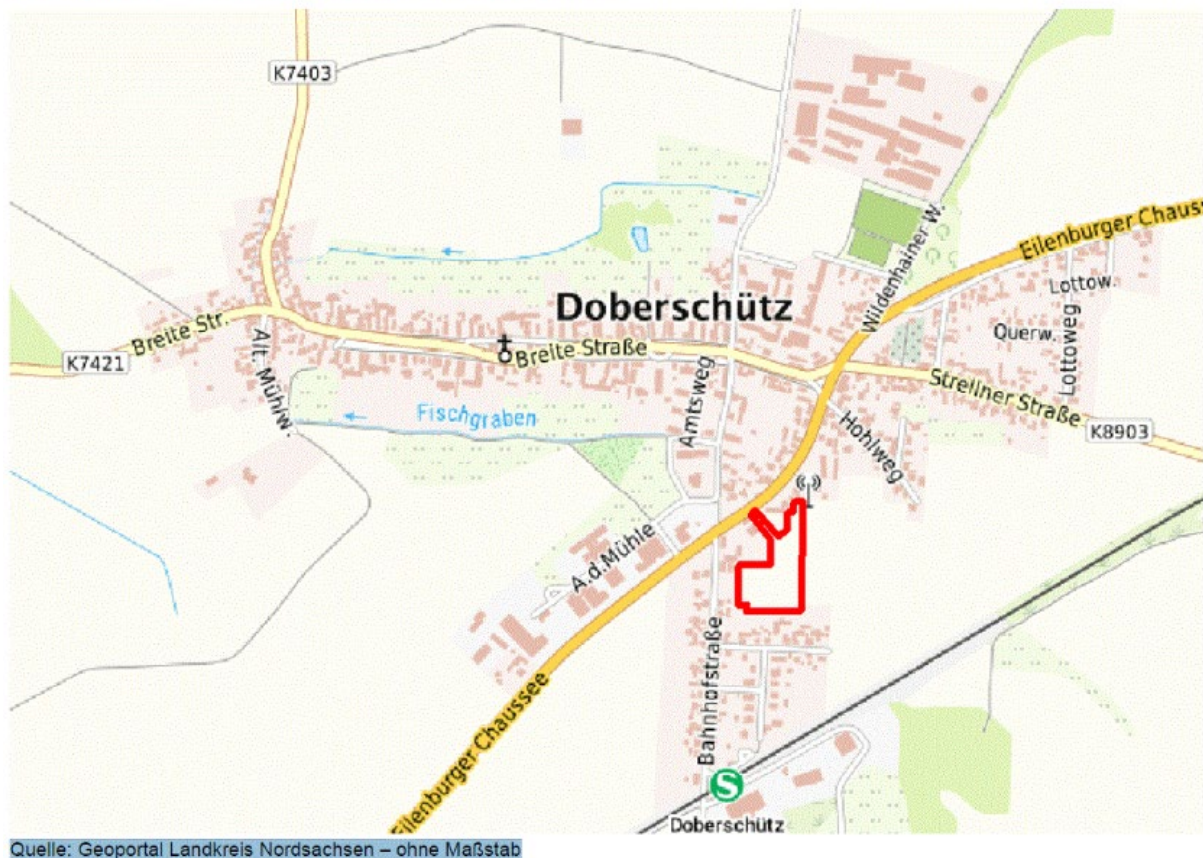 K7403
Eilenburger Chauss
Wildenhainer W.
Lottow.
Doberschütz
Querw.
Lottoweg
Breite Str.
Breite Straße
K7421
Alt. Mühlw.
Fischgraben
Amtsweg
Strellner Straße
K8903
Hohlweg
A.d.Mühle
Bahnhofstraße
Eilenburger Chaussee
S
Doberschütz
Quelle: Geoportal Landkreis Nordsachsen – ohne Maßstab